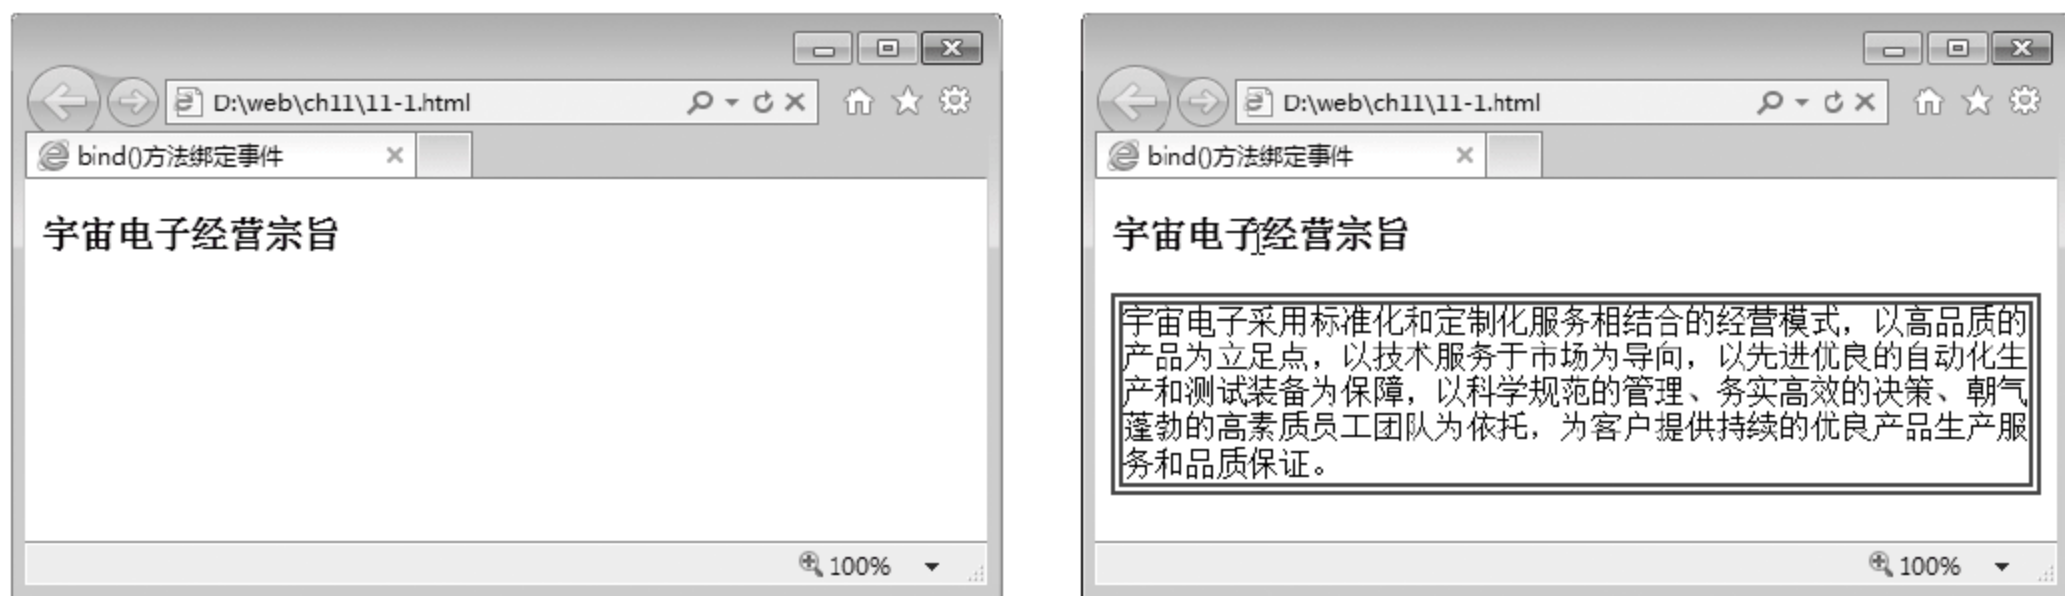 D:\web\ch11\11-1.html
bind()方法绑定事件
宇宙电子经营宗旨
100%
D:\web\ch11\11-1.html
bind()方法绑定事件
宇宙电子经营宗旨
宇宙电子采用标准化和定制化服务相结合的经营模式，以高品质的
产品为立足点，以技术服务于市场为导向，以先进优良的自动化生
产和测试装备为保障，以科学规范的管理、务实高效的决策、朝气
蓬勃的高素质员工团队为依托，为客户提供持续的优良产品生产服
务和品质保证。
100%